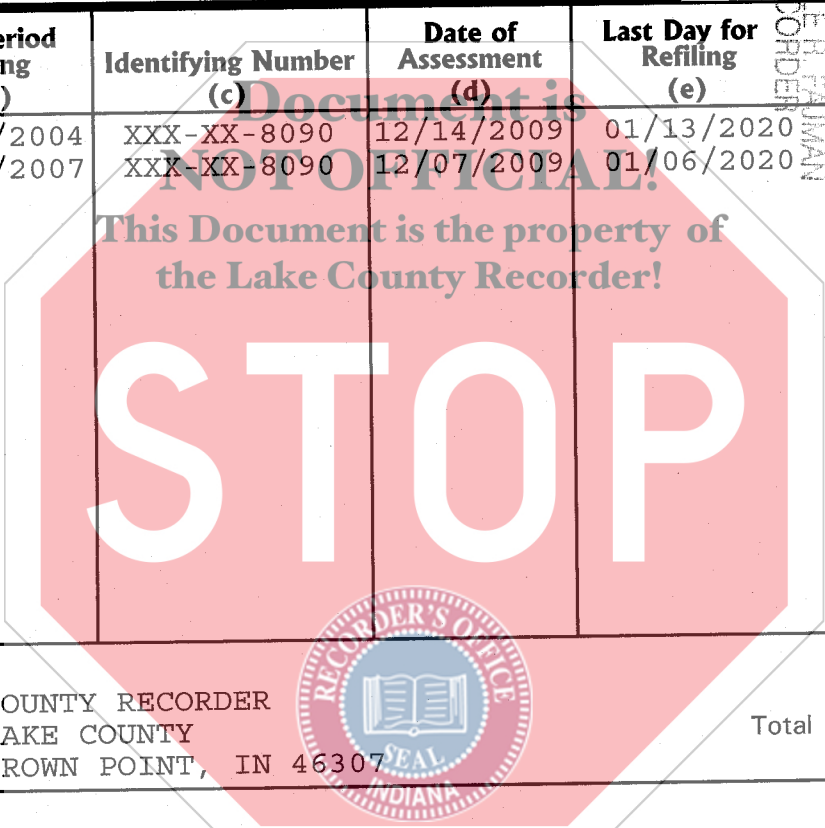 eriod
ng
)
Identifying Number
(c)
Date of
Assessment
(d)
Last Day for
Refiling
(e)
/2004 XXX-XX-8090 12/14/2009 01/13/2020
/2007 XXX-XX-8090 12/07/2009 01/06/2020
Document is
NOT OFFICIAL!
This Document is the property of
the Lake County Recorder!
STOP
RECORDER'S OFFICE
SEAL
INDIANA
OUNTY RECORDER
AKE COUNTY
ROWN POINT, IN 46307
Total
CORDER